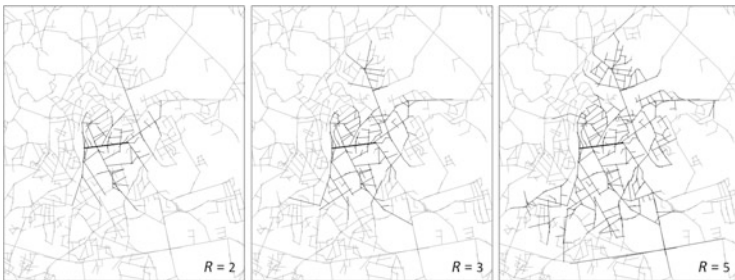 R = 2
R = 3
R = 5